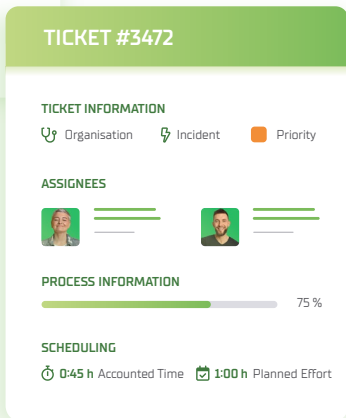 TICKET #3472
TICKET INFORMATION
Organisation Incident Priority
ASSIGNEES
PROCESS INFORMATION
75 %
SCHEDULING
0:45 h Accounted Time 1:00 h Planned Effort